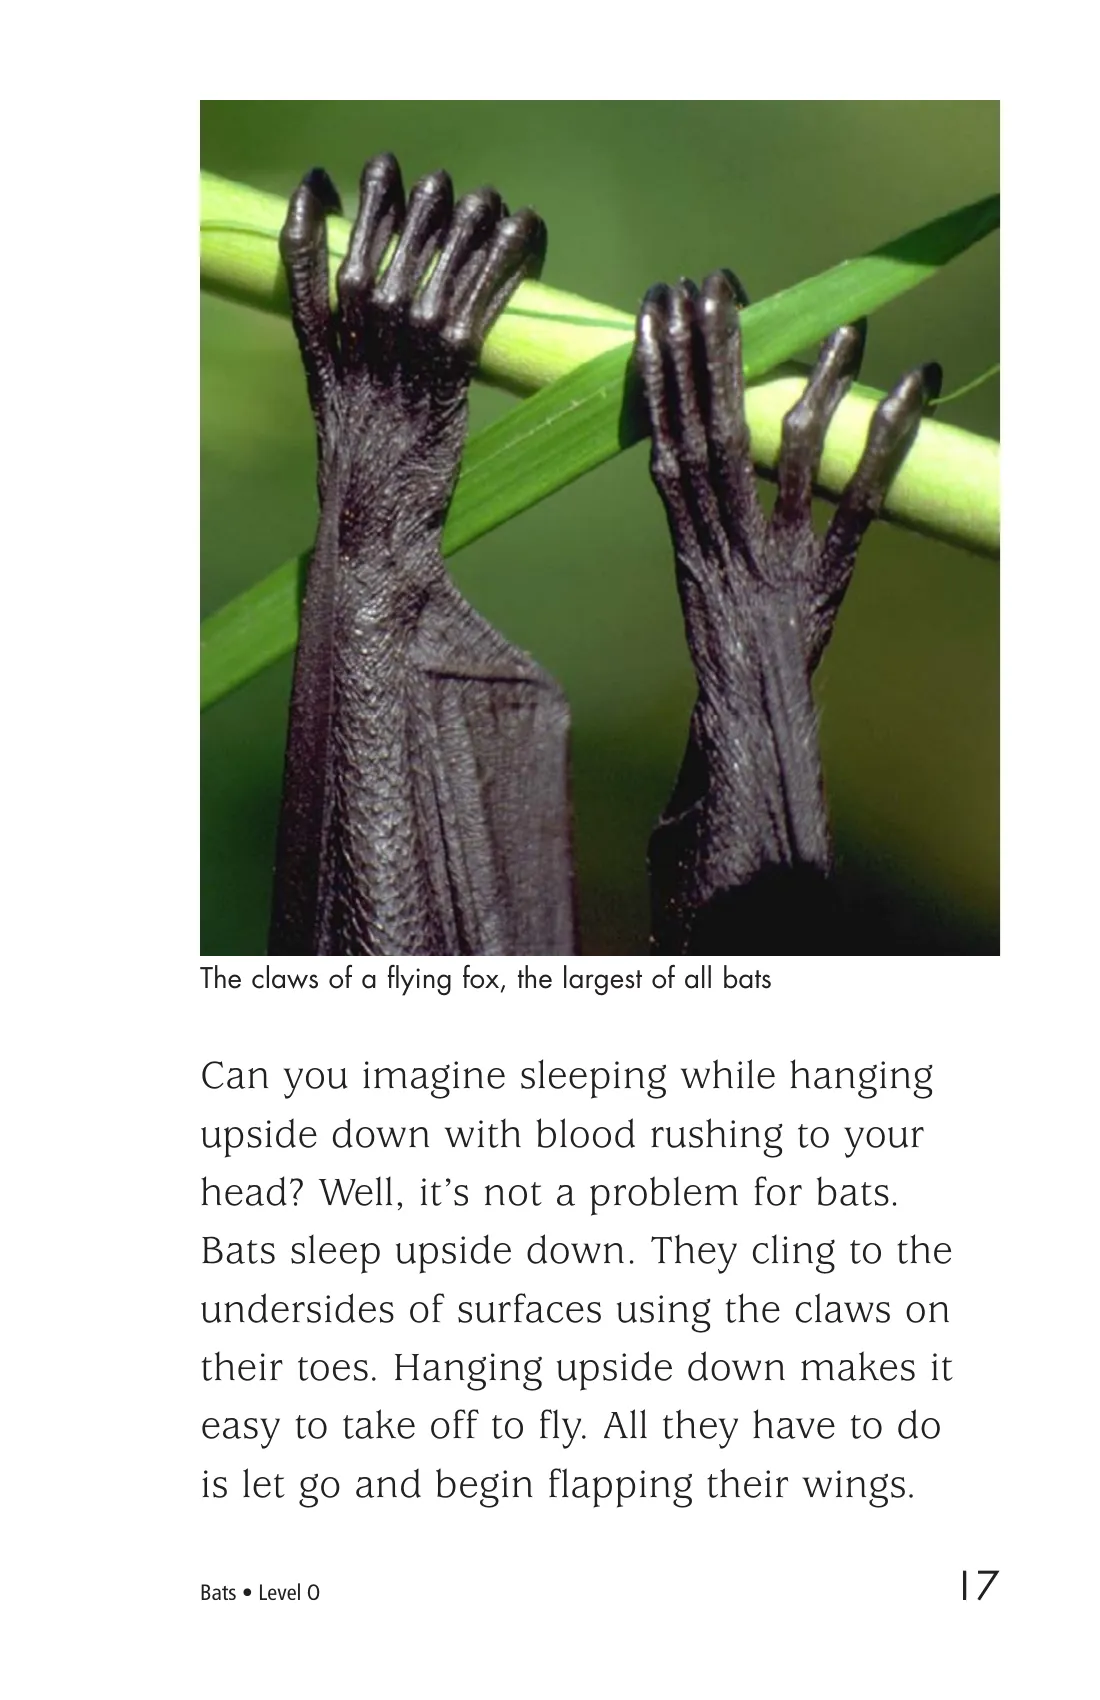 The claws of a flying fox, the largest of all bats
Can you imagine sleeping while hanging
upside down with blood rushing to your
head? Well, it’s not a problem for bats.
Bats sleep upside down. They cling to the
undersides of surfaces using the claws on
their toes. Hanging upside down makes it
easy to take off to fly. All they have to do
is let go and begin flapping their wings.
Bats • Level O
17